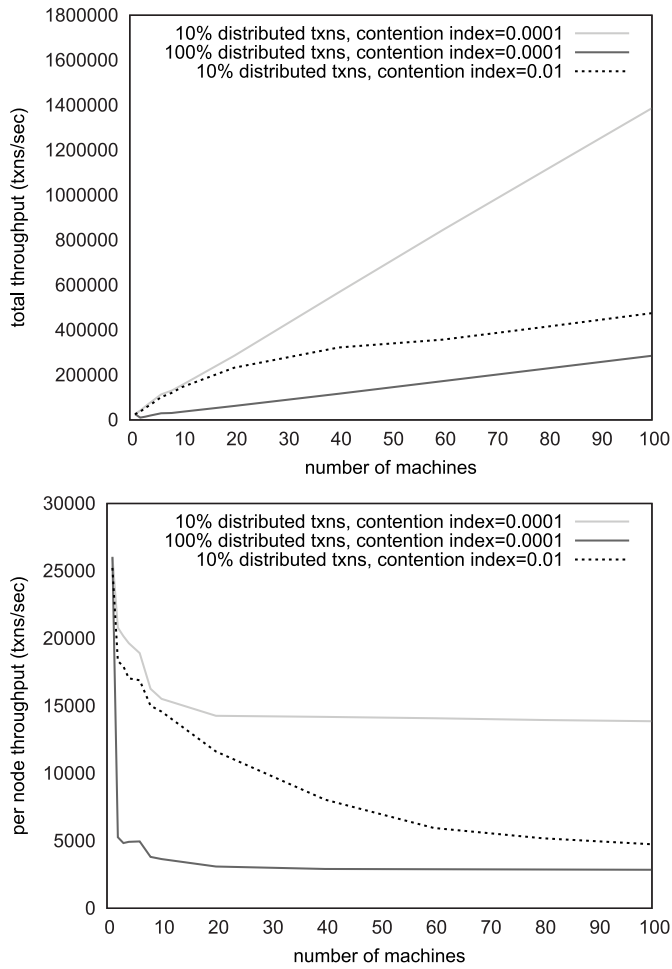 1800000
1600000
1400000
1200000
1000000
800000
600000
400000
200000
0
total throughput (txns/sec)
10% distributed txns, contention index=0.0001
100% distributed txns, contention index=0.0001
10% distributed txns, contention index=0.01
0 10 20 30 40 50 60 70 80 90 100
number of machines
30000
25000
20000
15000
10000
5000
0
per node throughput (txns/sec)
10% distributed txns, contention index=0.0001
100% distributed txns, contention index=0.0001
10% distributed txns, contention index=0.01
0 10 20 30 40 50 60 70 80 90 100
number of machines